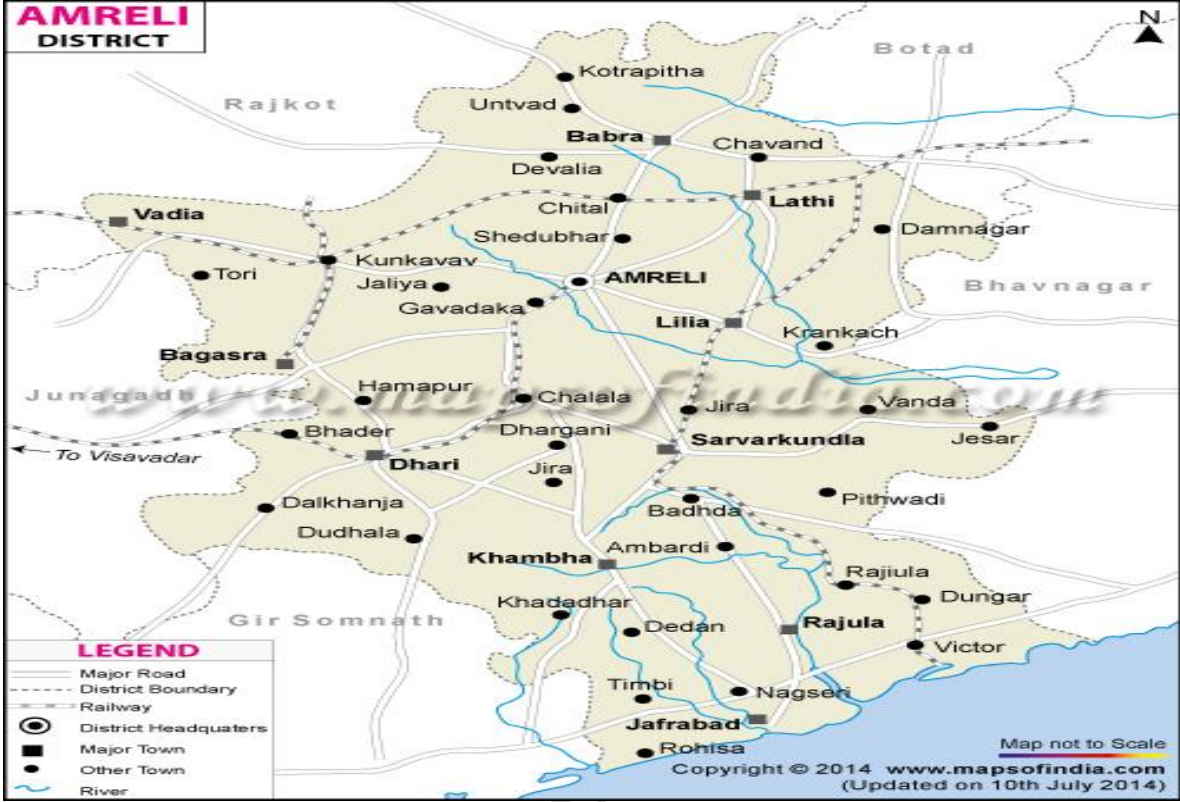 AMRELI
DISTRICT
N
Botad
Kotrapitha
Rajkot
Untvad
Babra
Chavand
Devalia
Chital
Lathi
Vadia
Shedubhar
Damnagar
Kunkavav
Tori
Jaliya
AMRELI
Bhavnagar
Gavadaka
Lilia
Krankach
Bagasra
Hamapur
Junagadh
www.mapsofindia.com
Chalala
Jira
Vanda
Bhader
Dhargani
Sarvarkundla
Jesar
To Visavadar
Dhari
Jira
Pithwadi
Dalkhanja
Badhda
Dudhala
Ambardi
Khambha
Rajiula
Dungar
Khadadhar
Gir Somnath
Dedan
Rajula
Victor
Timbi
Nagseri
Jafrabad
Rohisa
LEGEND
Major Road
District Boundary
Railway
District Headquaters
Major Town
Other Town
River
Map not to Scale
Copyright © 2014 www.mapsofindia.com
(Updated on 10th July 2014)